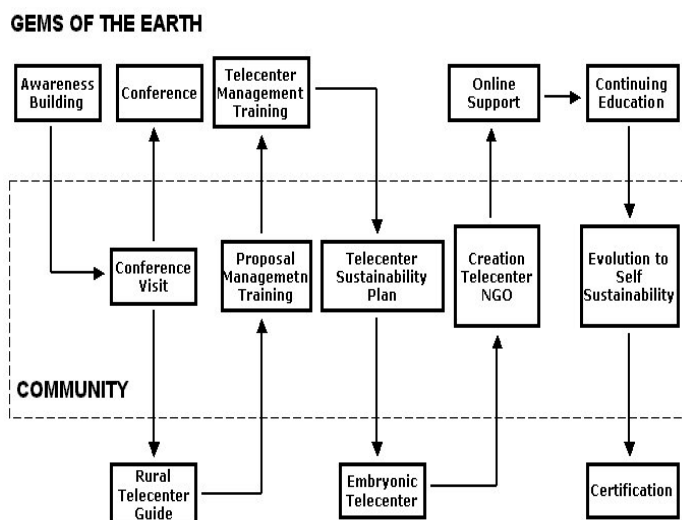 GEMS OF THE EARTH
Awareness
Building
Conference
Telecenter
Management
Training
Online
Support
Continuing
Education
Conference
Visit
Proposal
Managemetn
Training
Telecenter
Sustainability
Plan
Creation
Telecenter
NGO
Evolution to
Self
Sustainability
COMMUNITY
Rural
Telecenter
Guide
Embryonic
Telecenter
Certification